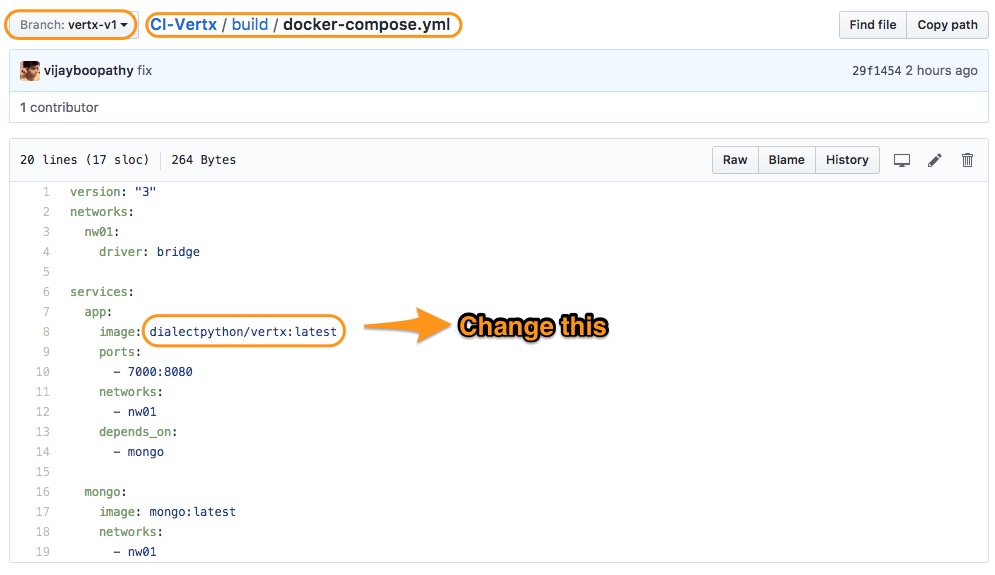 Branch: vertx-v1 CI-Vertx / build / docker-compose.yml Find file Copy path
vijayboopathy fix 29f1454 2 hours ago
1 contributor
20 lines (17 sloc) 264 Bytes Raw Blame History
1 version: "3"
2 networks:
3 nw01:
4 driver: bridge
5
6 services:
7 app:
8 image: dialectpython/vertx:latest Change this
9 ports:
10 - 7000:8080
11 networks:
12 - nw01
13 depends_on:
14 - mongo
15
16 mongo:
17 image: mongo:latest
18 networks:
19 - nw01